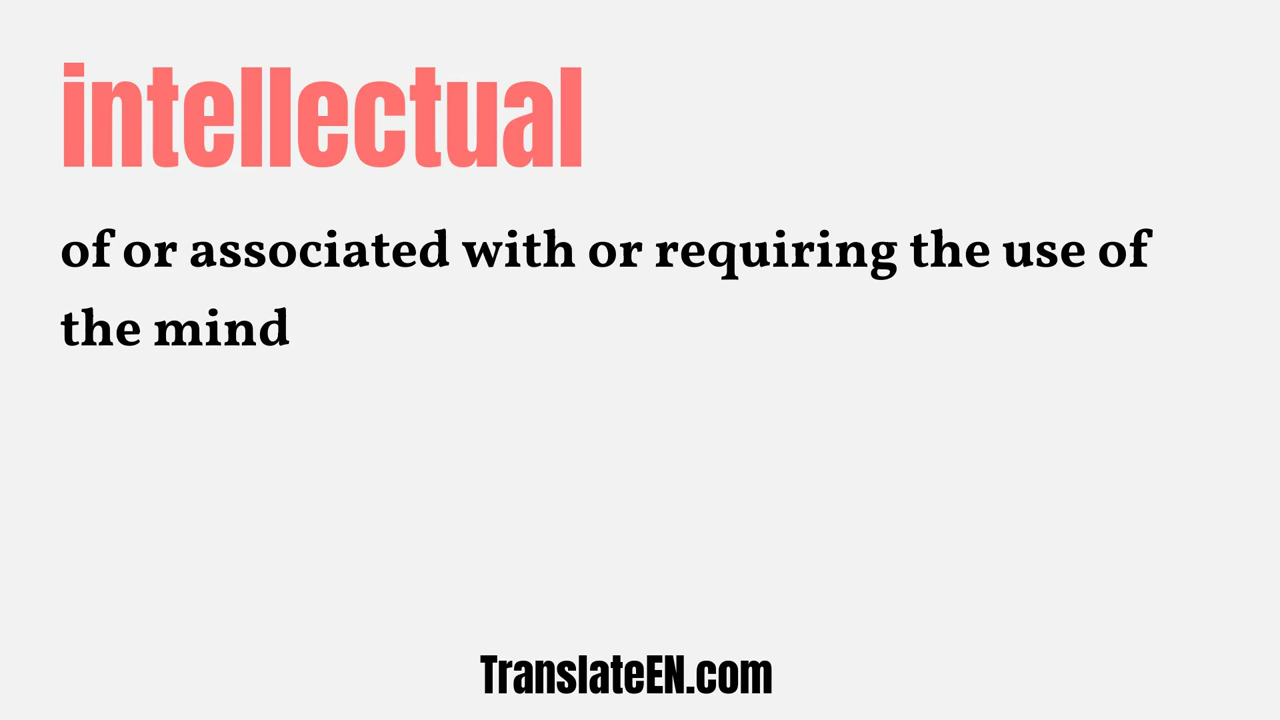 intellectual
of or associated with or requiring the use of
the mind
TranslateEN.com